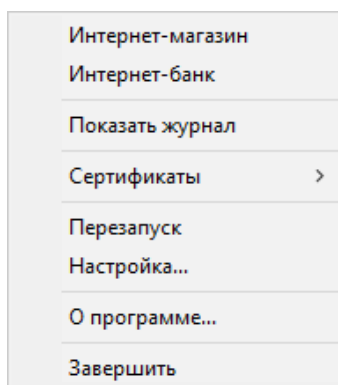 Интернет-магазин
Интернет-банк
Показать журнал
Сертификаты
Перезапуск
Настройка...
О программе...
Завершить